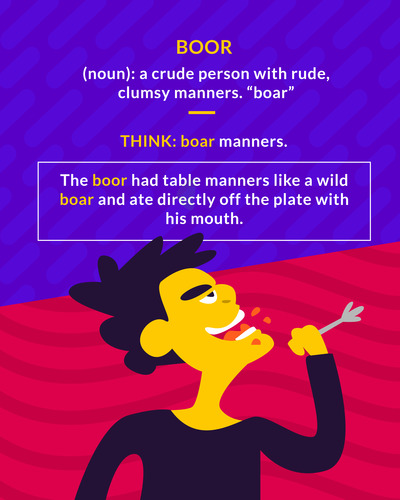 BOOR
(noun): a crude person with rude,
clumsy manners. “boar”
THINK: boar manners.
The boor had table manners like a wild
boar and ate directly off the plate with
his mouth.